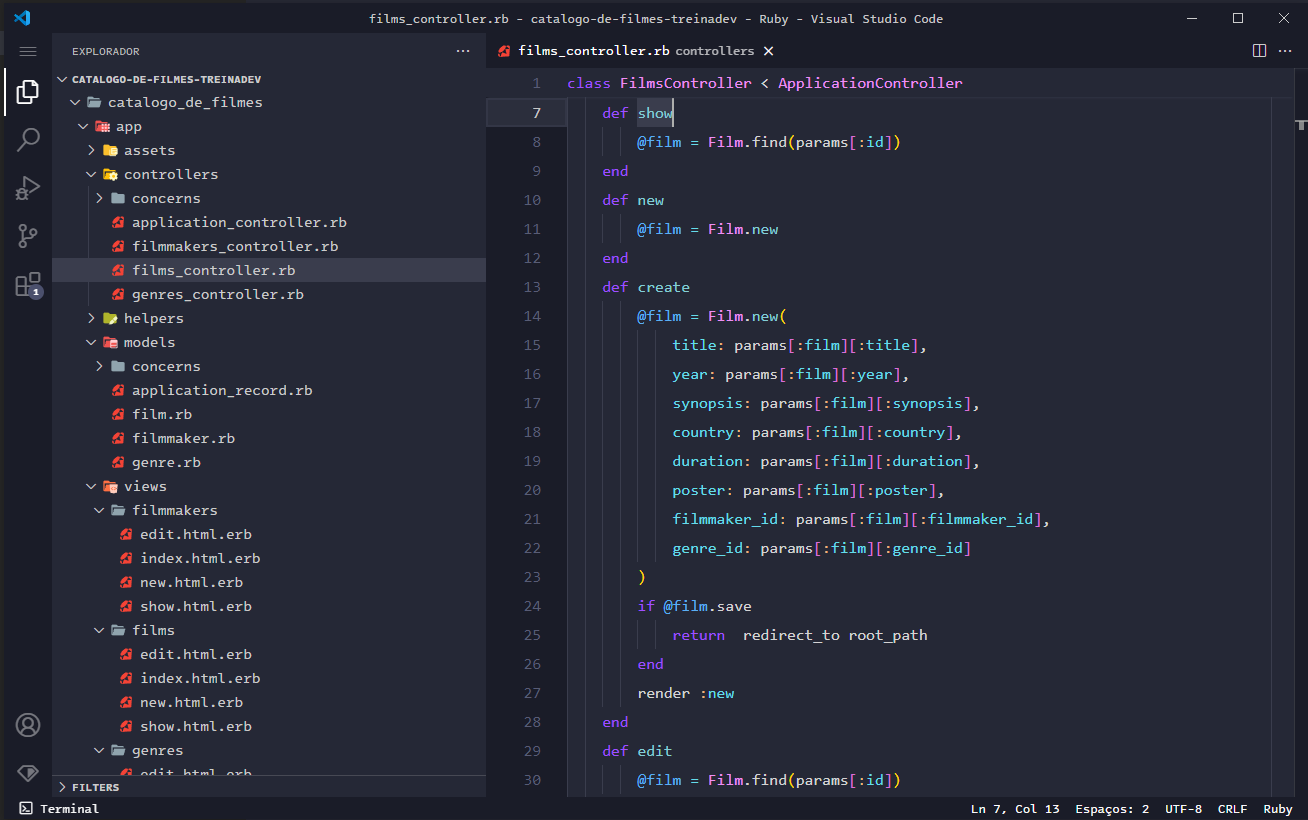 films_controller.rb - catalogo-de-filmes-treinadev - Ruby - Visual Studio Code
EXPLORADOR
CATALOGO-DE-FILMES-TREINADEV
catalogo_de_filmes
app
assets
controllers
concerns
application_controller.rb
filmmakers_controller.rb
films_controller.rb
genres_controller.rb
helpers
models
concerns
application_record.rb
film.rb
filmmaker.rb
genre.rb
views
filmmakers
edit.html.erb
index.html.erb
new.html.erb
show.html.erb
films
edit.html.erb
index.html.erb
new.html.erb
show.html.erb
genres
edit.html.erb
FILTERS
1
films_controller.rb controllers
1 class FilmsController < ApplicationController
7 def show
8 @film = Film.find(params[:id])
9 end
10 def new
11 @film = Film.new
12 end
13 def create
14 @film = Film.new(
15 title: params[:film][:title],
16 year: params[:film][:year],
17 synopsis: params[:film][:synopsis],
18 country: params[:film][:country],
19 duration: params[:film][:duration],
20 poster: params[:film][:poster],
21 filmmaker_id: params[:film][:filmmaker_id],
22 genre_id: params[:film][:genre_id]
23 )
24 if @film.save
25 return  redirect_to root_path
26 end
27 render :new
28 end
29 def edit
30 @film = Film.find(params[:id])
Terminal
Ln 7, Col 13 Espaços: 2 UTF-8 CRLF Ruby